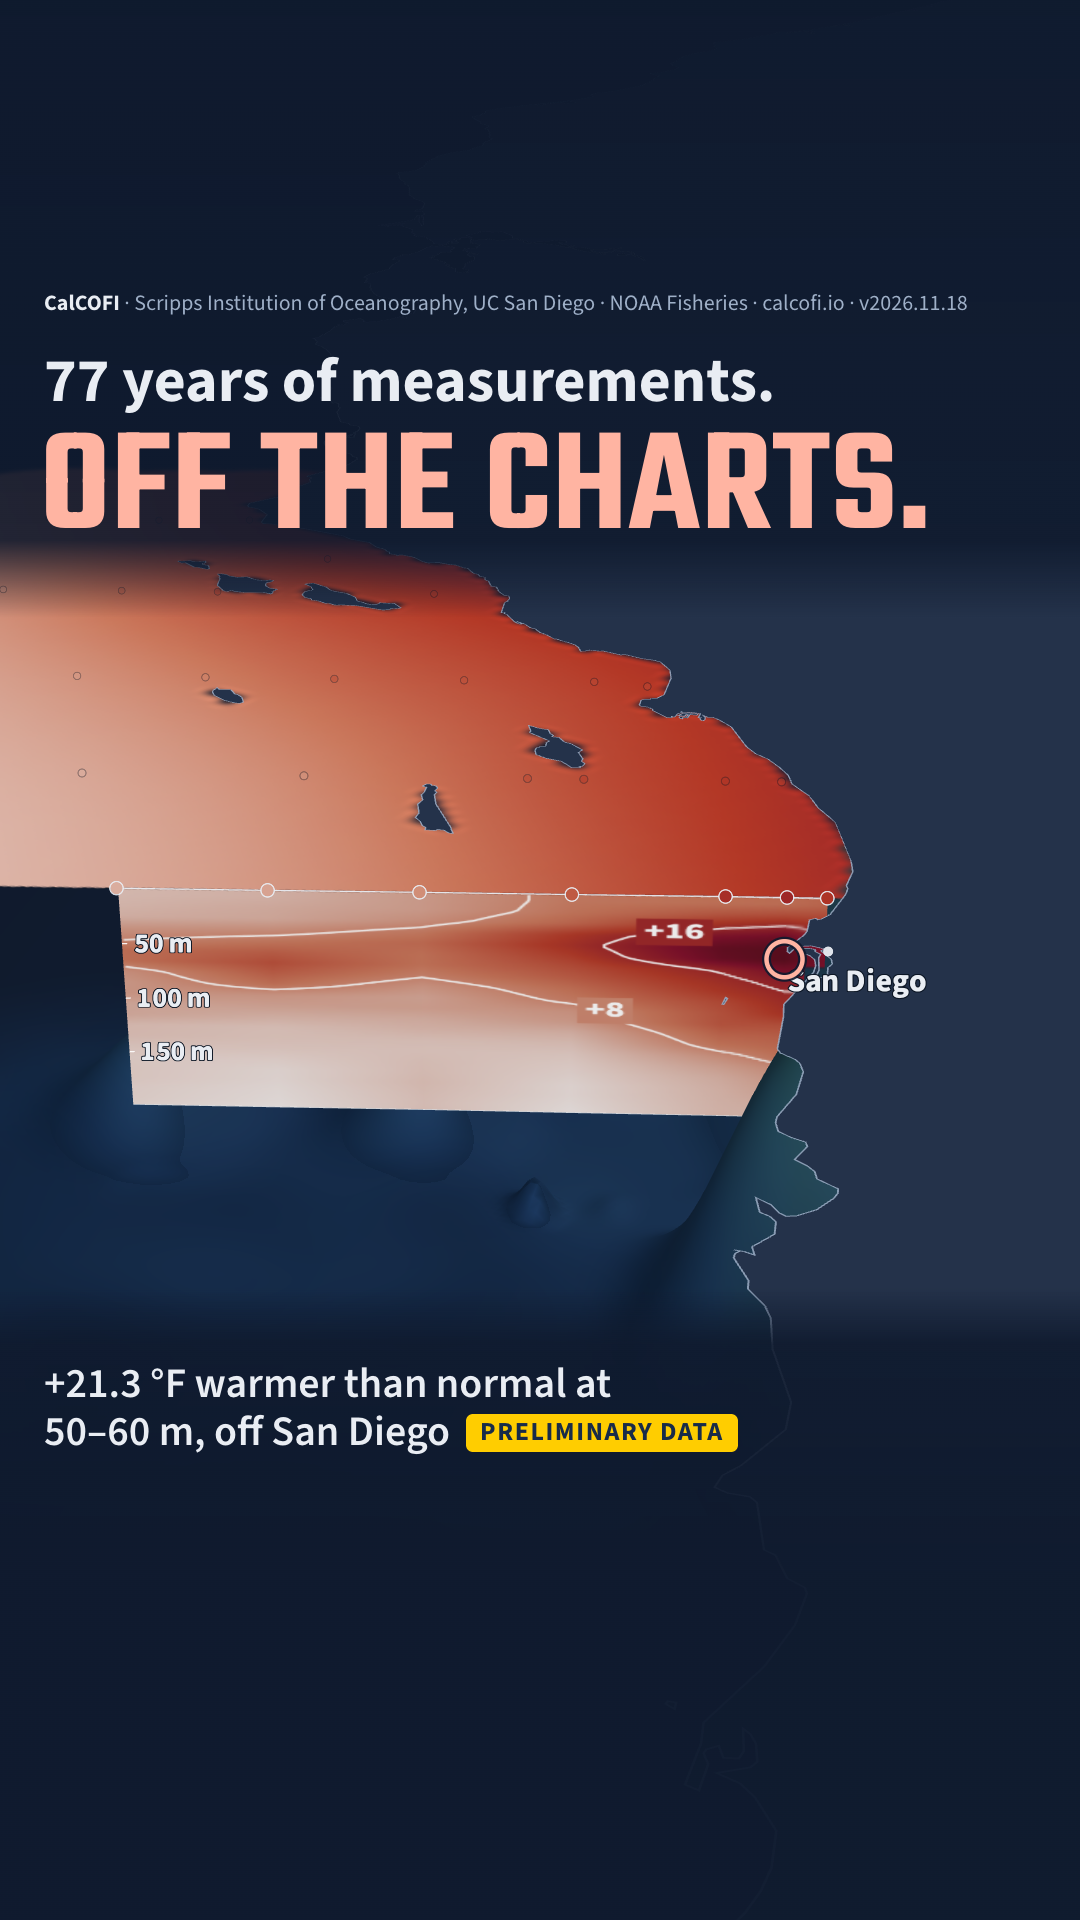 CalCOFI · Scripps Institution of Oceanography, UC San Diego · NOAA Fisheries · calcofi.io · v2026.11.18
77 years of measurements.
OFF THE CHARTS.
+16
50 m
San Diego
100 m
+8
150 m
+21.3 °F warmer than normal at
50–60 m, off San Diego PRELIMINARY DATA